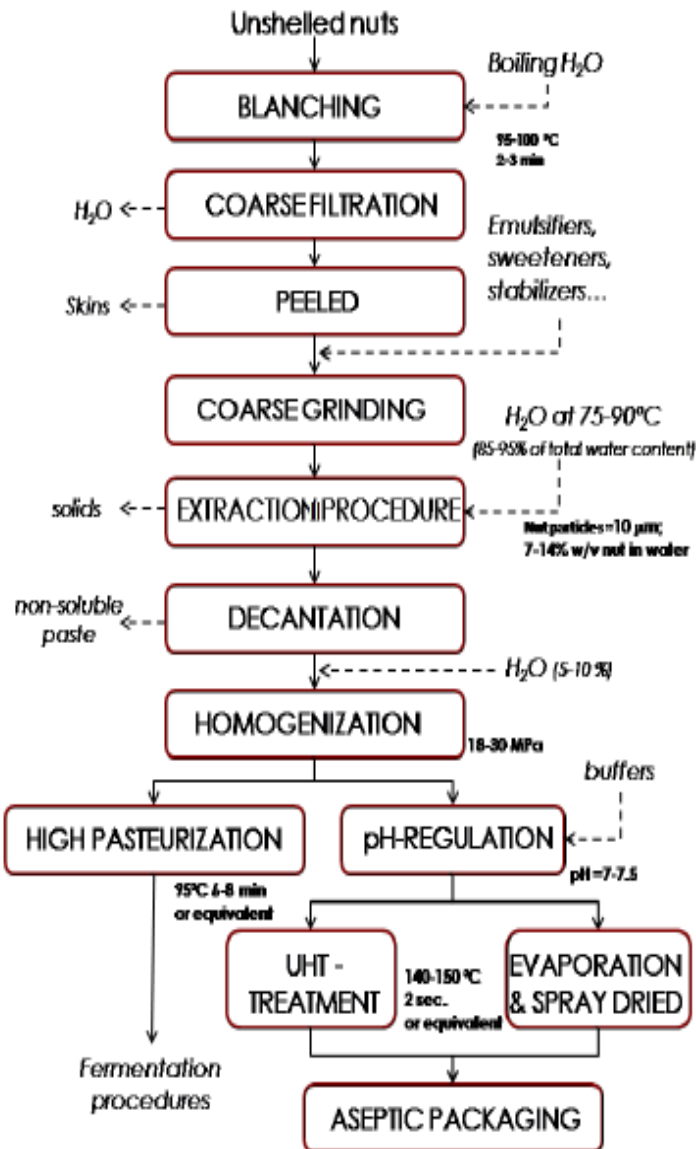 Unshelled nuts
Boiling H₂O
BLANCHING
95-100 ºC
2-3 min
H₂O
COARSE FILTRATION
Emulsifiers,
sweeteners,
stabilizers...
Skins
PEELED
COARSE GRINDING
H₂O at 75-90ºC
(85-95% of total water content)
solids
EXTRACTION PROCEDURE
Nut particles=10 µm;
7-14% w/v nut in water
non-soluble
paste
DECANTATION
H₂O (5-10 %)
HOMOGENIZATION
18-30 MPa
buffers
HIGH PASTEURIZATION
pH-REGULATION
95ºC 6-8 min
or equivalent
pH =7-7.5
UHT -
TREATMENT
140-150 ºC
2 sec.
or equivalent
EVAPORATION
& SPRAY DRIED
Fermentation
procedures
ASEPTIC PACKAGING